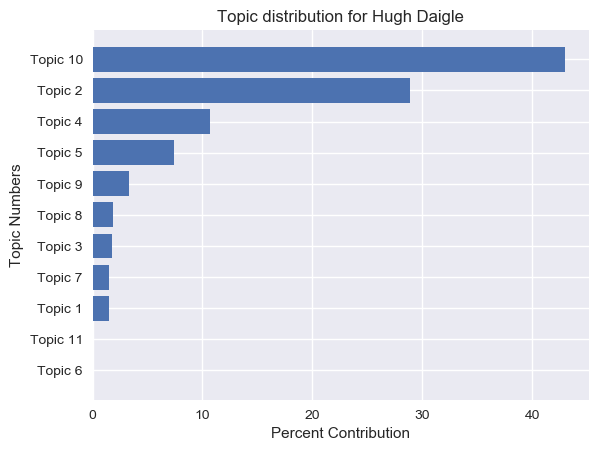 Topic distribution for Hugh Daigle
Topic Numbers
Topic 10
Topic 2
Topic 4
Topic 5
Topic 9
Topic 8
Topic 3
Topic 7
Topic 1
Topic 11
Topic 6
0 10 20 30 40
Percent Contribution